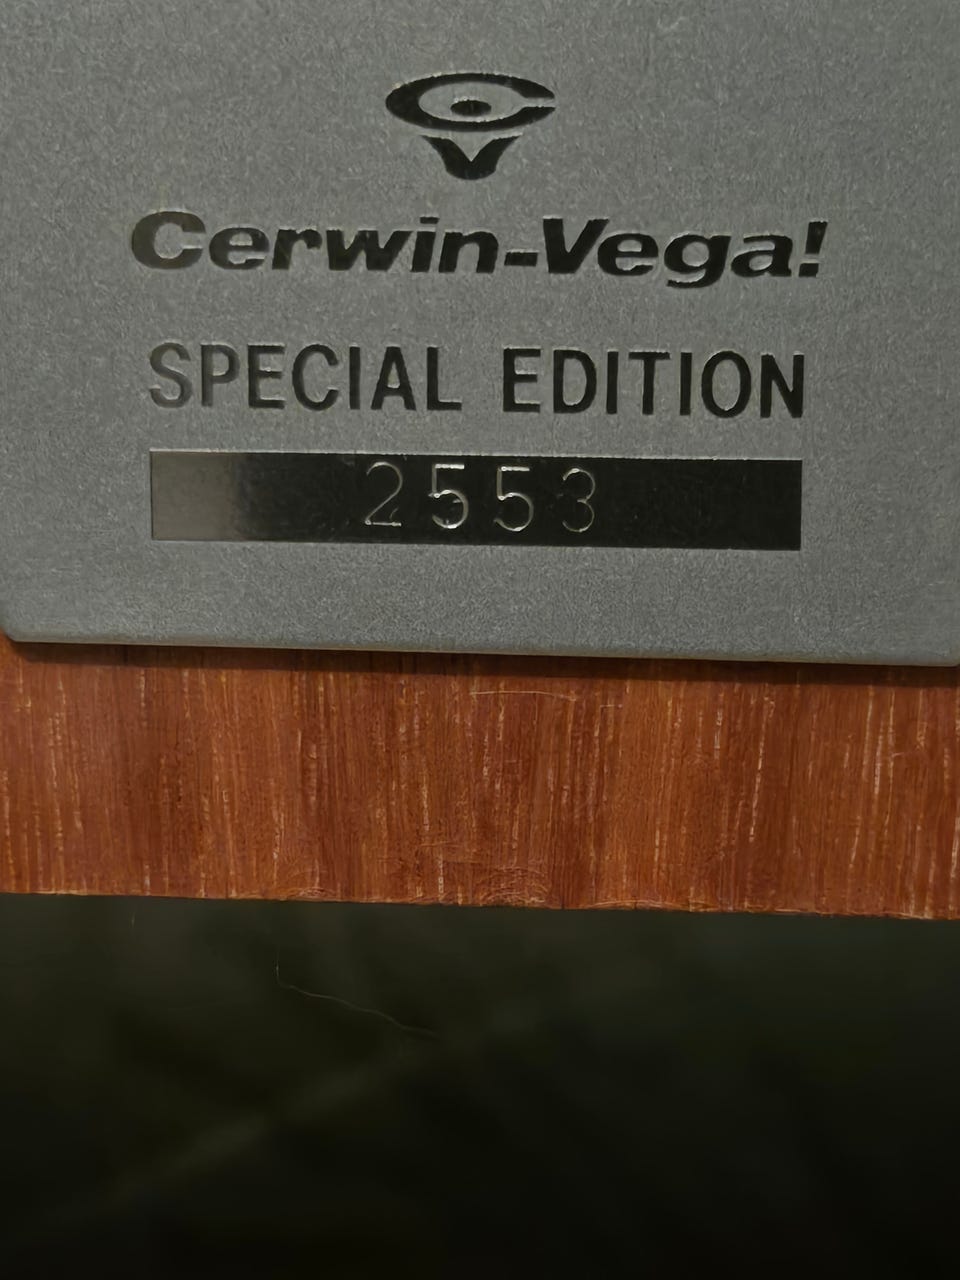 Cerwin-Vega!
SPECIAL EDITION
2553